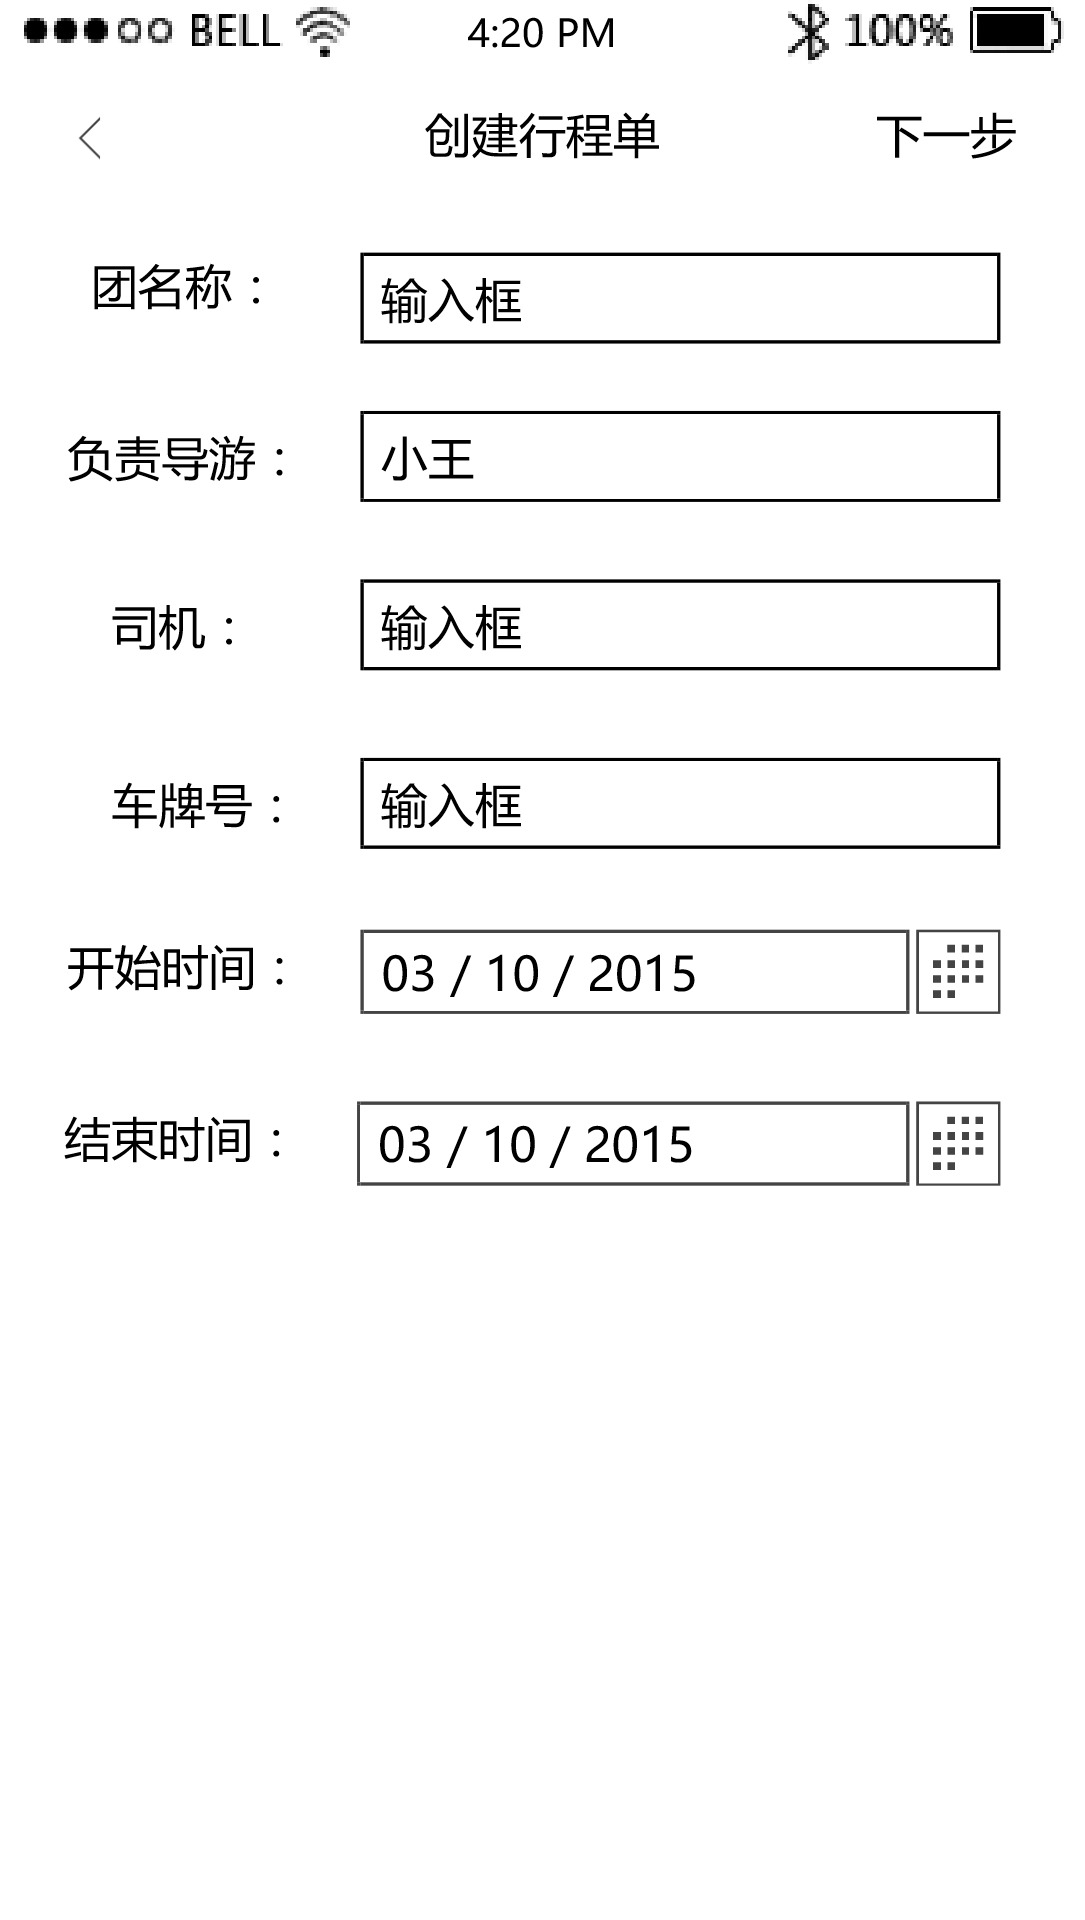 BELL 4:20 PM 100%
创建行程单 下一步
团名称： 输入框
负责导游： 小王
司机： 输入框
车牌号： 输入框
开始时间： 03 / 10 / 2015
结束时间： 03 / 10 / 2015